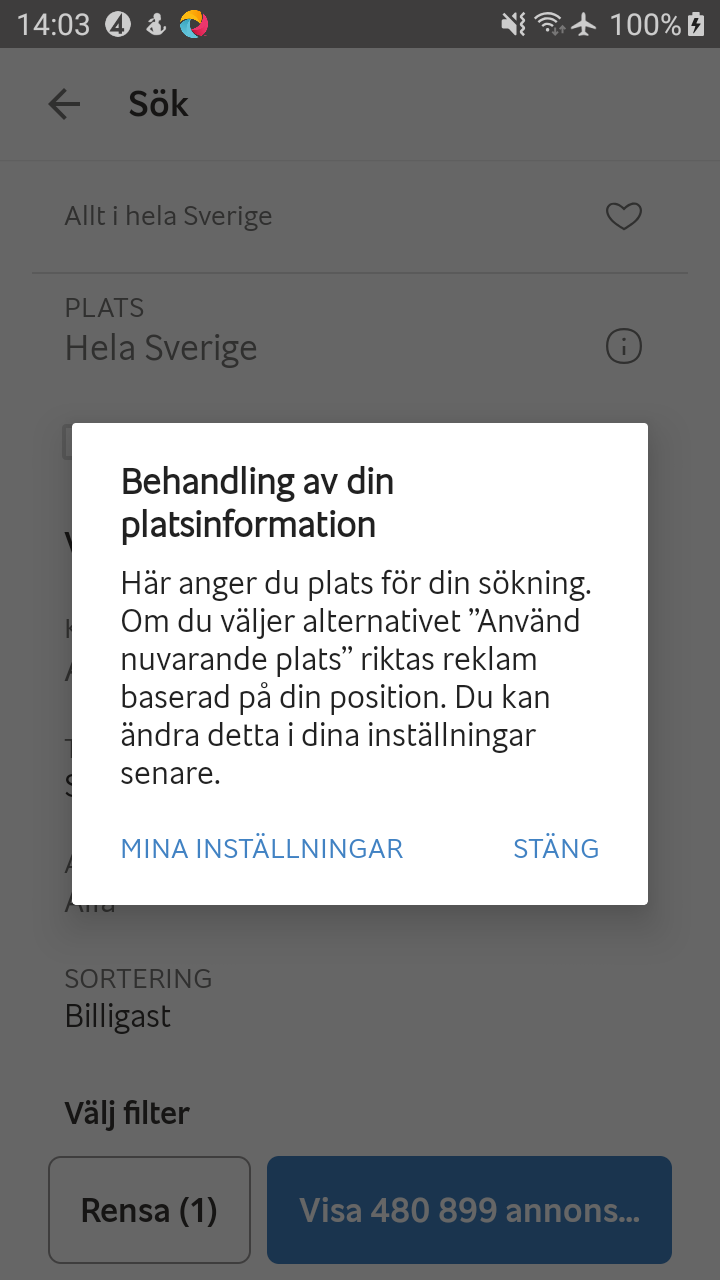 14:03
100%
Sök
Allt i hela Sverige
PLATS
Hela Sverige
Behandling av din
platsinformation
Här anger du plats för din sökning.
Om du väljer alternativet ”Använd
nuvarande plats” riktas reklam
baserad på din position. Du kan
ändra detta i dina inställningar
senare.
MINA INSTÄLLNINGAR STÄNG
SORTERING
Billigast
Välj filter
Rensa (1) Visa 480 899 annons...